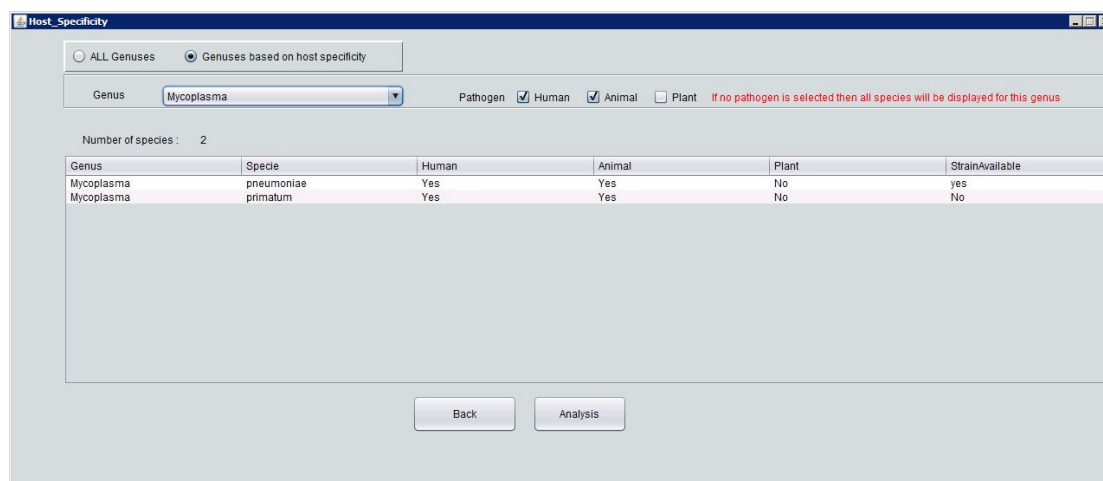 Host_Specificity
ALL Genuses Genuses based on host specificity
Genus Mycoplasma Pathogen Human Animal Plant If no pathogen is selected then all species will be displayed for this genus
Number of species : 2
Genus Specie Human Animal Plant StrainAvailable
Mycoplasma pneumoniae Yes Yes No yes
Mycoplasma primatum Yes Yes No No
Back Analysis